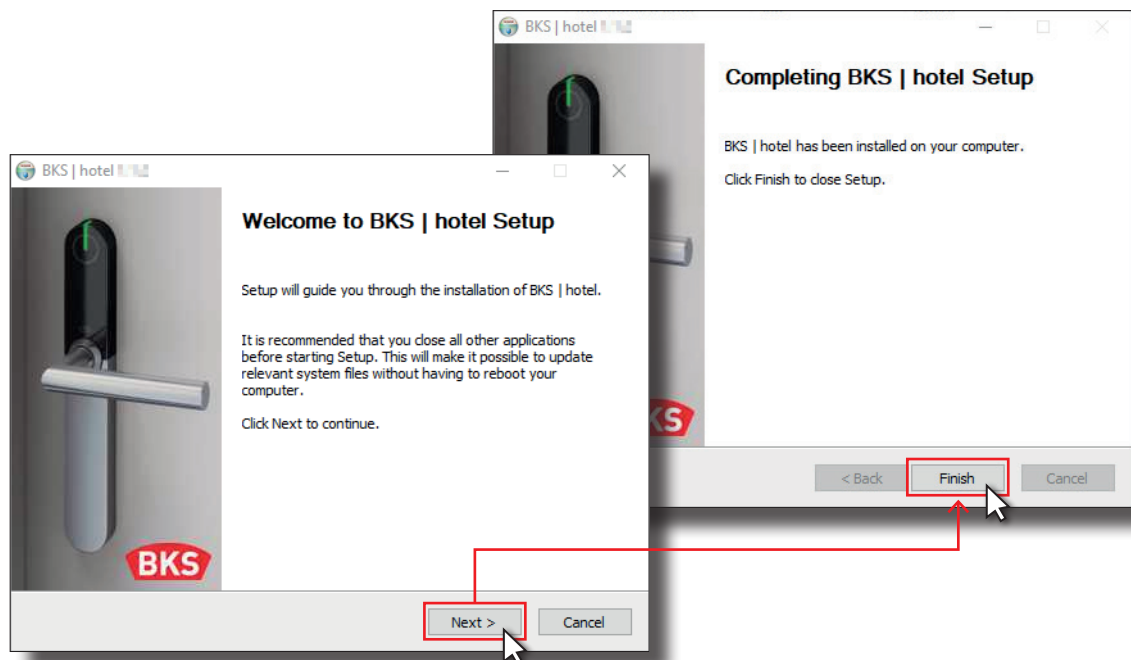 BKS | hotel
Completing BKS | hotel Setup
BKS | hotel has been installed on your computer.
Click Finish to close Setup.
KS
< Back
Finish
Cancel
BKS | hotel
Welcome to BKS | hotel Setup
Setup will guide you through the installation of BKS | hotel.
It is recommended that you close all other applications
before starting Setup. This will make it possible to update
relevant system files without having to reboot your
computer.
Click Next to continue.
BKS
Next >
Cancel